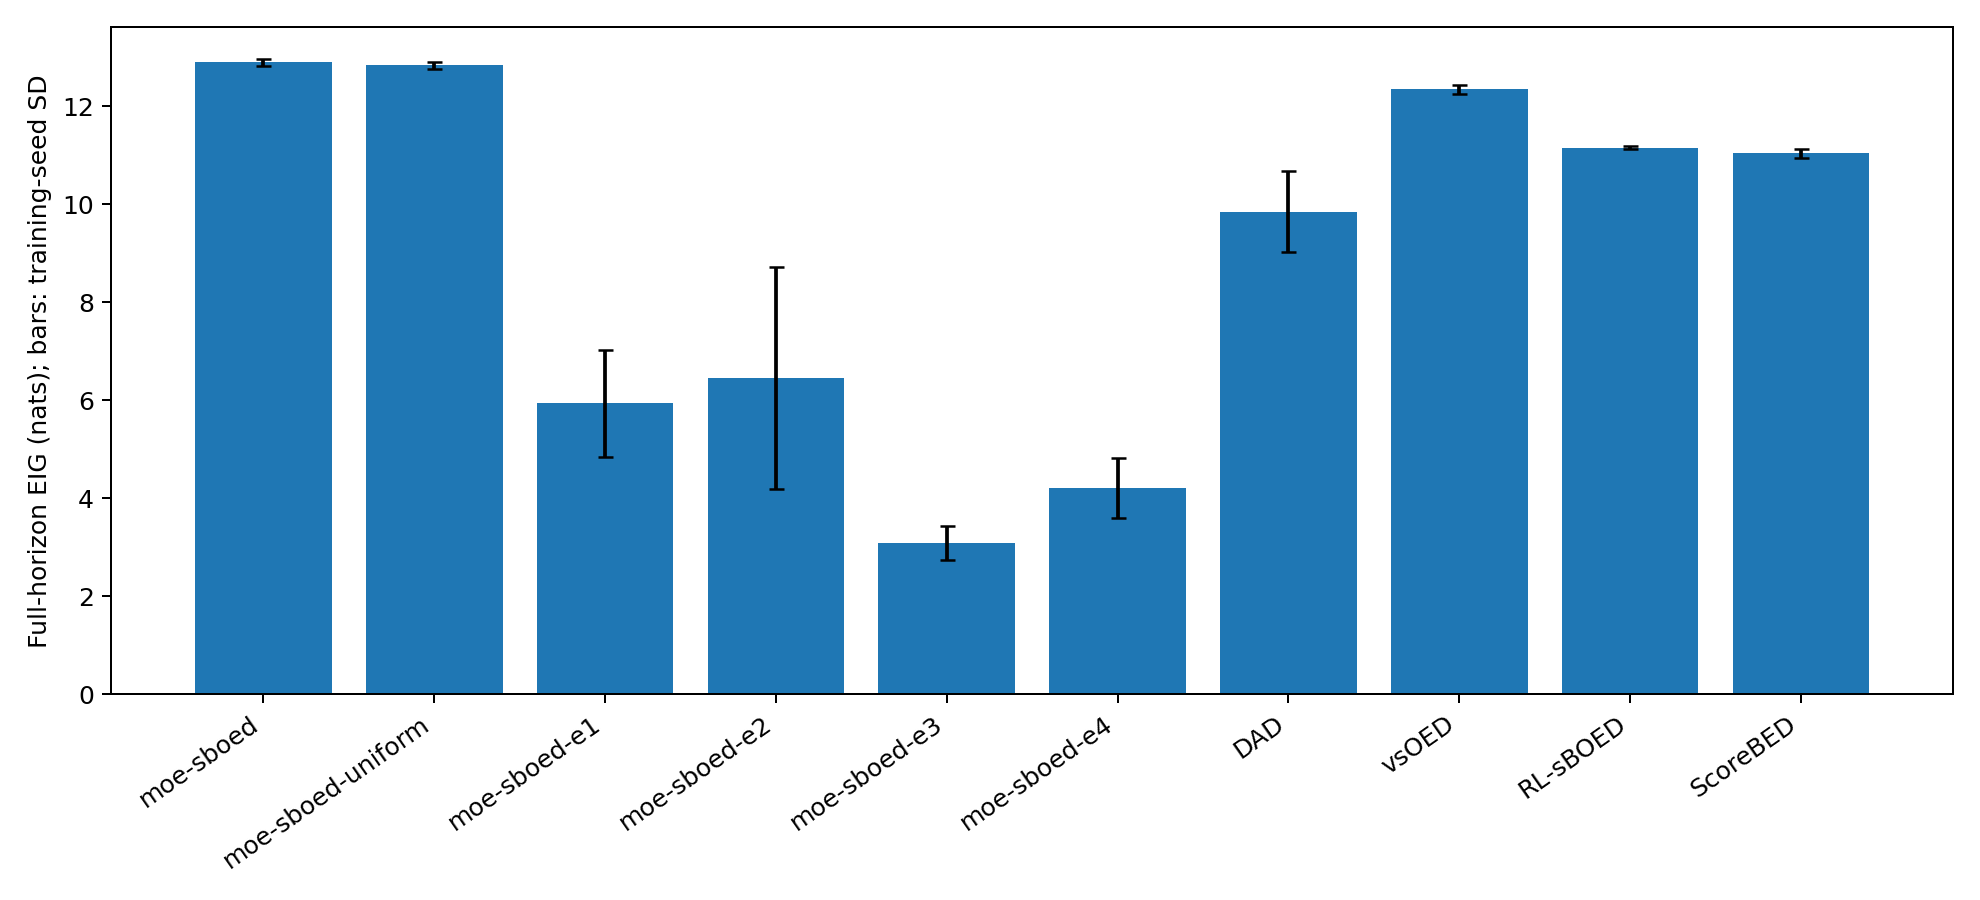 Full-horizon EIG (nats); bars: training-seed SD
12
10
8
6
4
2
0
moe-sboed
moe-sboed-uniform
moe-sboed-e1
moe-sboed-e2
moe-sboed-e3
moe-sboed-e4
DAD
vsOED
RL-sBOED
ScoreBED